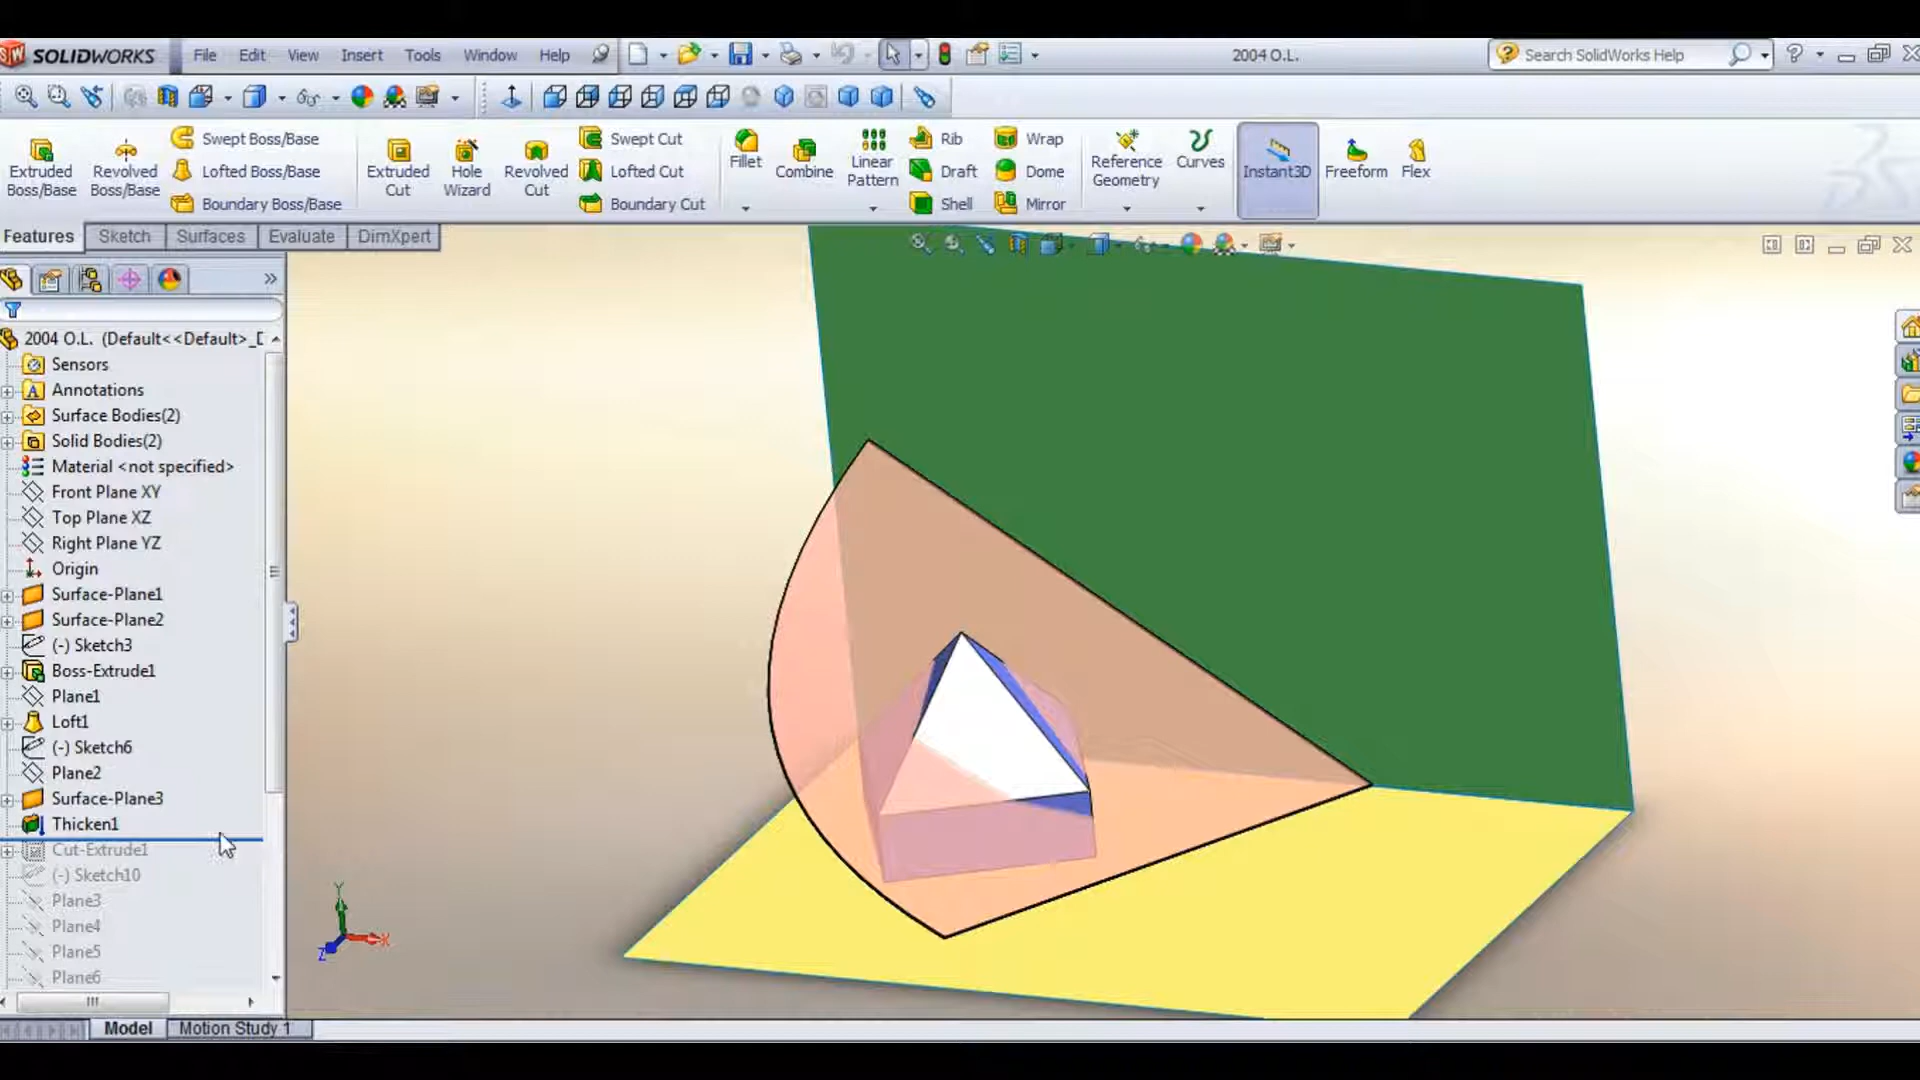 SOLIDWORKS File Edit View Insert Tools Window Help 2004 O.L. Search SolidWorks Help
Extruded Boss/Base
Revolved Boss/Base
Swept Boss/Base
Lofted Boss/Base
Boundary Boss/Base
Extruded Cut
Hole Wizard
Revolved Cut
Swept Cut
Lofted Cut
Boundary Cut
Fillet
Combine
Linear Pattern
Rib
Draft
Shell
Wrap
Dome
Mirror
Reference Geometry
Curves
Instant3D
Freeform
Flex
Features Sketch Surfaces Evaluate DimXpert
2004 O.L. (Default<<Default>_D
Sensors
Annotations
Surface Bodies(2)
Solid Bodies(2)
Material <not specified>
Front Plane XY
Top Plane XZ
Right Plane YZ
Origin
Surface-Plane1
Surface-Plane2
(-) Sketch3
Boss-Extrude1
Plane1
Loft1
(-) Sketch6
Plane2
Surface-Plane3
Thicken1
Cut-Extrude1
(-) Sketch10
Plane3
Plane4
Plane5
Plane6
Y
X
Z
Model Motion Study 1